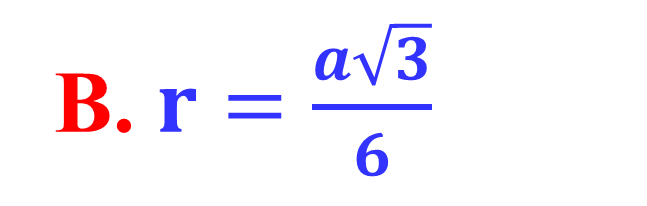 B. r = a√3/6